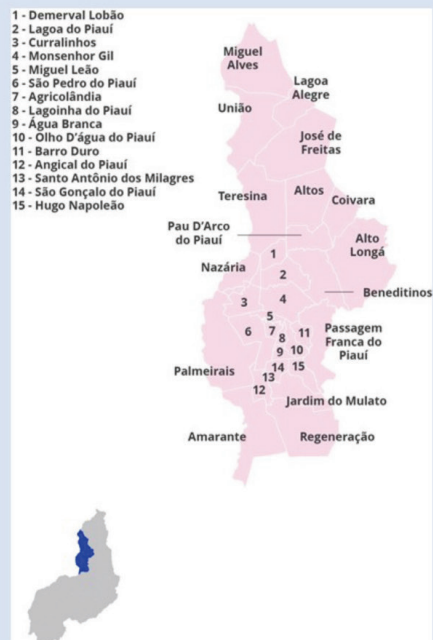 1 - Demerval Lobão
2 - Lagoa do Piauí
3 - Curralinhos
4 - Monsenhor Gil
5 - Miguel Leão
6 - São Pedro do Piauí
7 - Agricolândia
8 - Lagoinha do Piauí
9 - Água Branca
10 - Olho D'água do Piauí
11 - Barro Duro
12 - Angical do Piauí
13 - Santo Antônio dos Milagres
14 - São Gonçalo do Piauí
15 - Hugo Napoleão
Miguel
Alves
Lagoa
Alegre
União
José de
Freitas
Teresina
Altos
Coivara
Pau D'Arco
do Piauí
Alto
Longá
1
Nazária
2
Beneditinos
3
4
5
6
7
8
11
Passagem
Franca do
Piauí
9
10
14
15
Palmeirais
13
12
Jardim do Mulato
Amarante
Regeneração